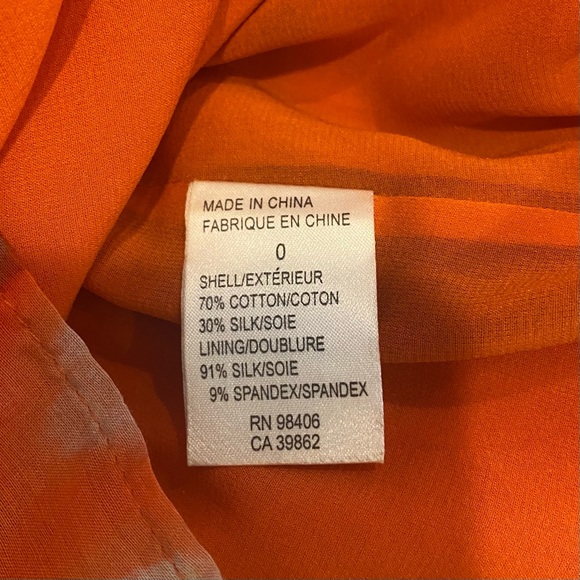 MADE IN CHINA
FABRIQUE EN CHINE
0
SHELL/EXTÉRIEUR
70% COTTON/COTON
30% SILK/SOIE
LINING/DOUBLURE
91% SILK/SOIE
9% SPANDEX/SPANDEX
RN 98406
CA 39862